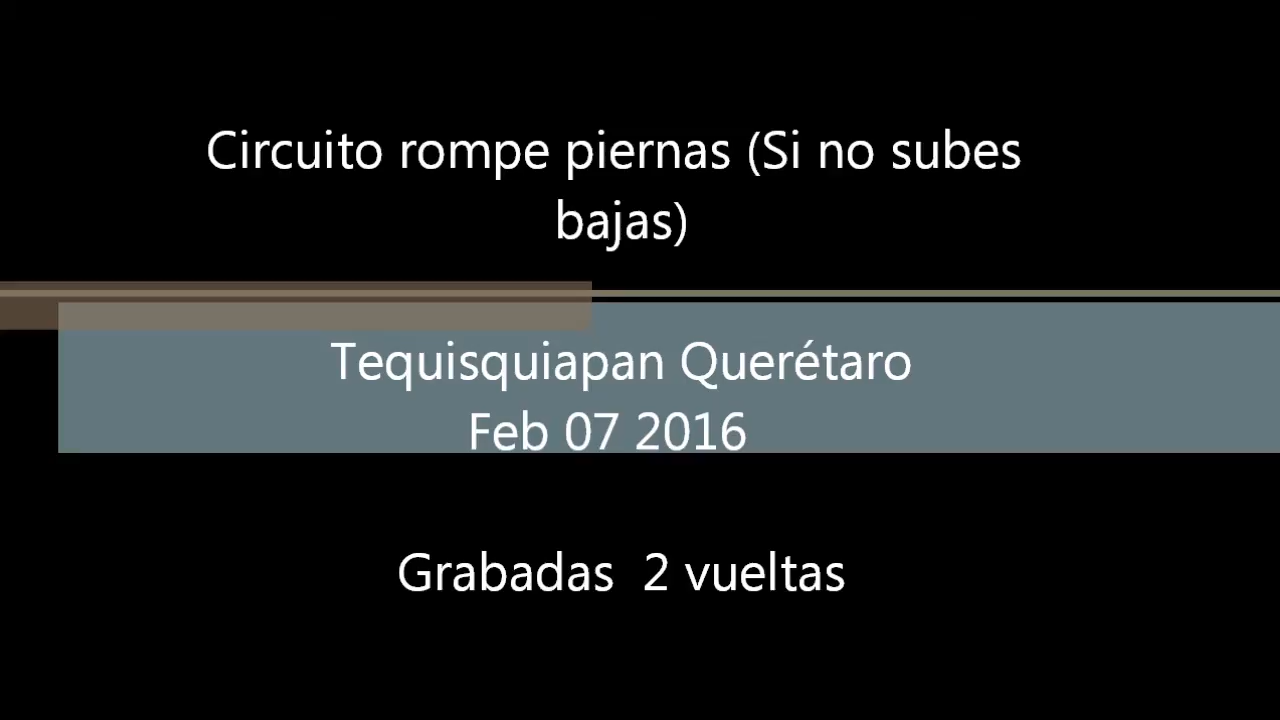 Circuito rompe piernas (Si no subes
bajas)
Tequisquiapan Querétaro
Feb 07 2016
Grabadas  2 vueltas